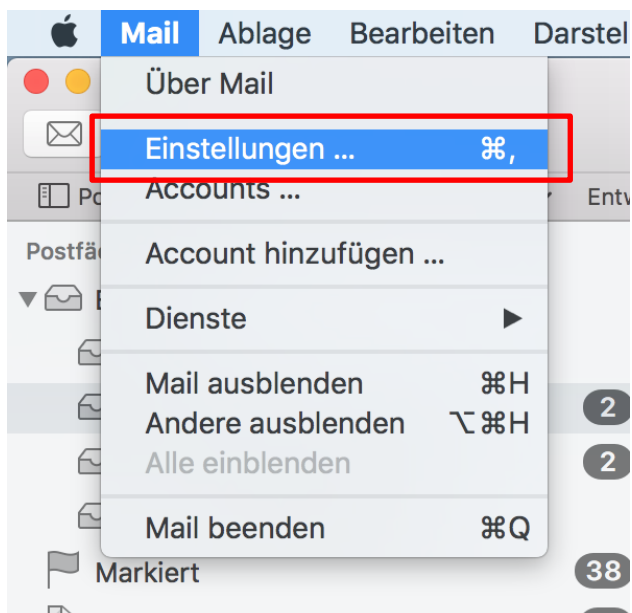 Mail Ablage Bearbeiten Darstel
Über Mail
Einstellungen ... ⌘,
Accounts ...
Account hinzufügen ...
Dienste ▶
Mail ausblenden ⌘H
Andere ausblenden ⌥⌘H
Alle einblenden
Mail beenden ⌘Q
Po
Entw
Postfä
E
2
2
Markiert 38